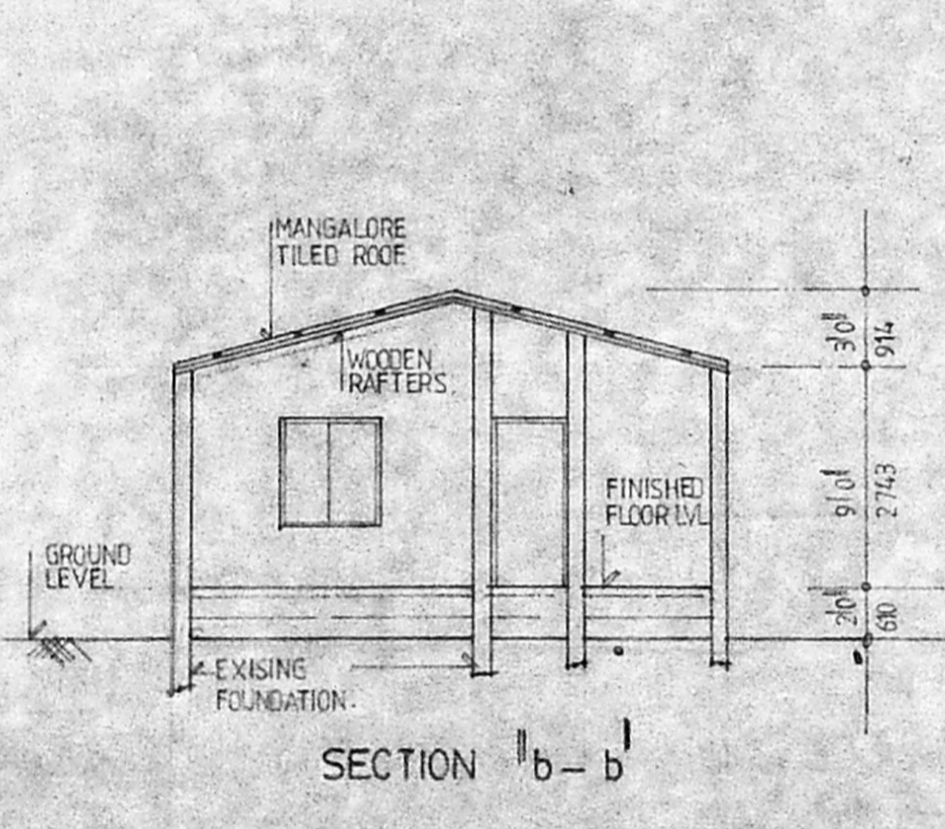 MANGALORE
TILED ROOF
WOODEN
RAFTERS.
3'0"
914
9'0"
2743
FINISHED
FLOOR LVL
GROUND
LEVEL
2'0"
610
EXISING
FOUNDATION.
SECTION "b – b'